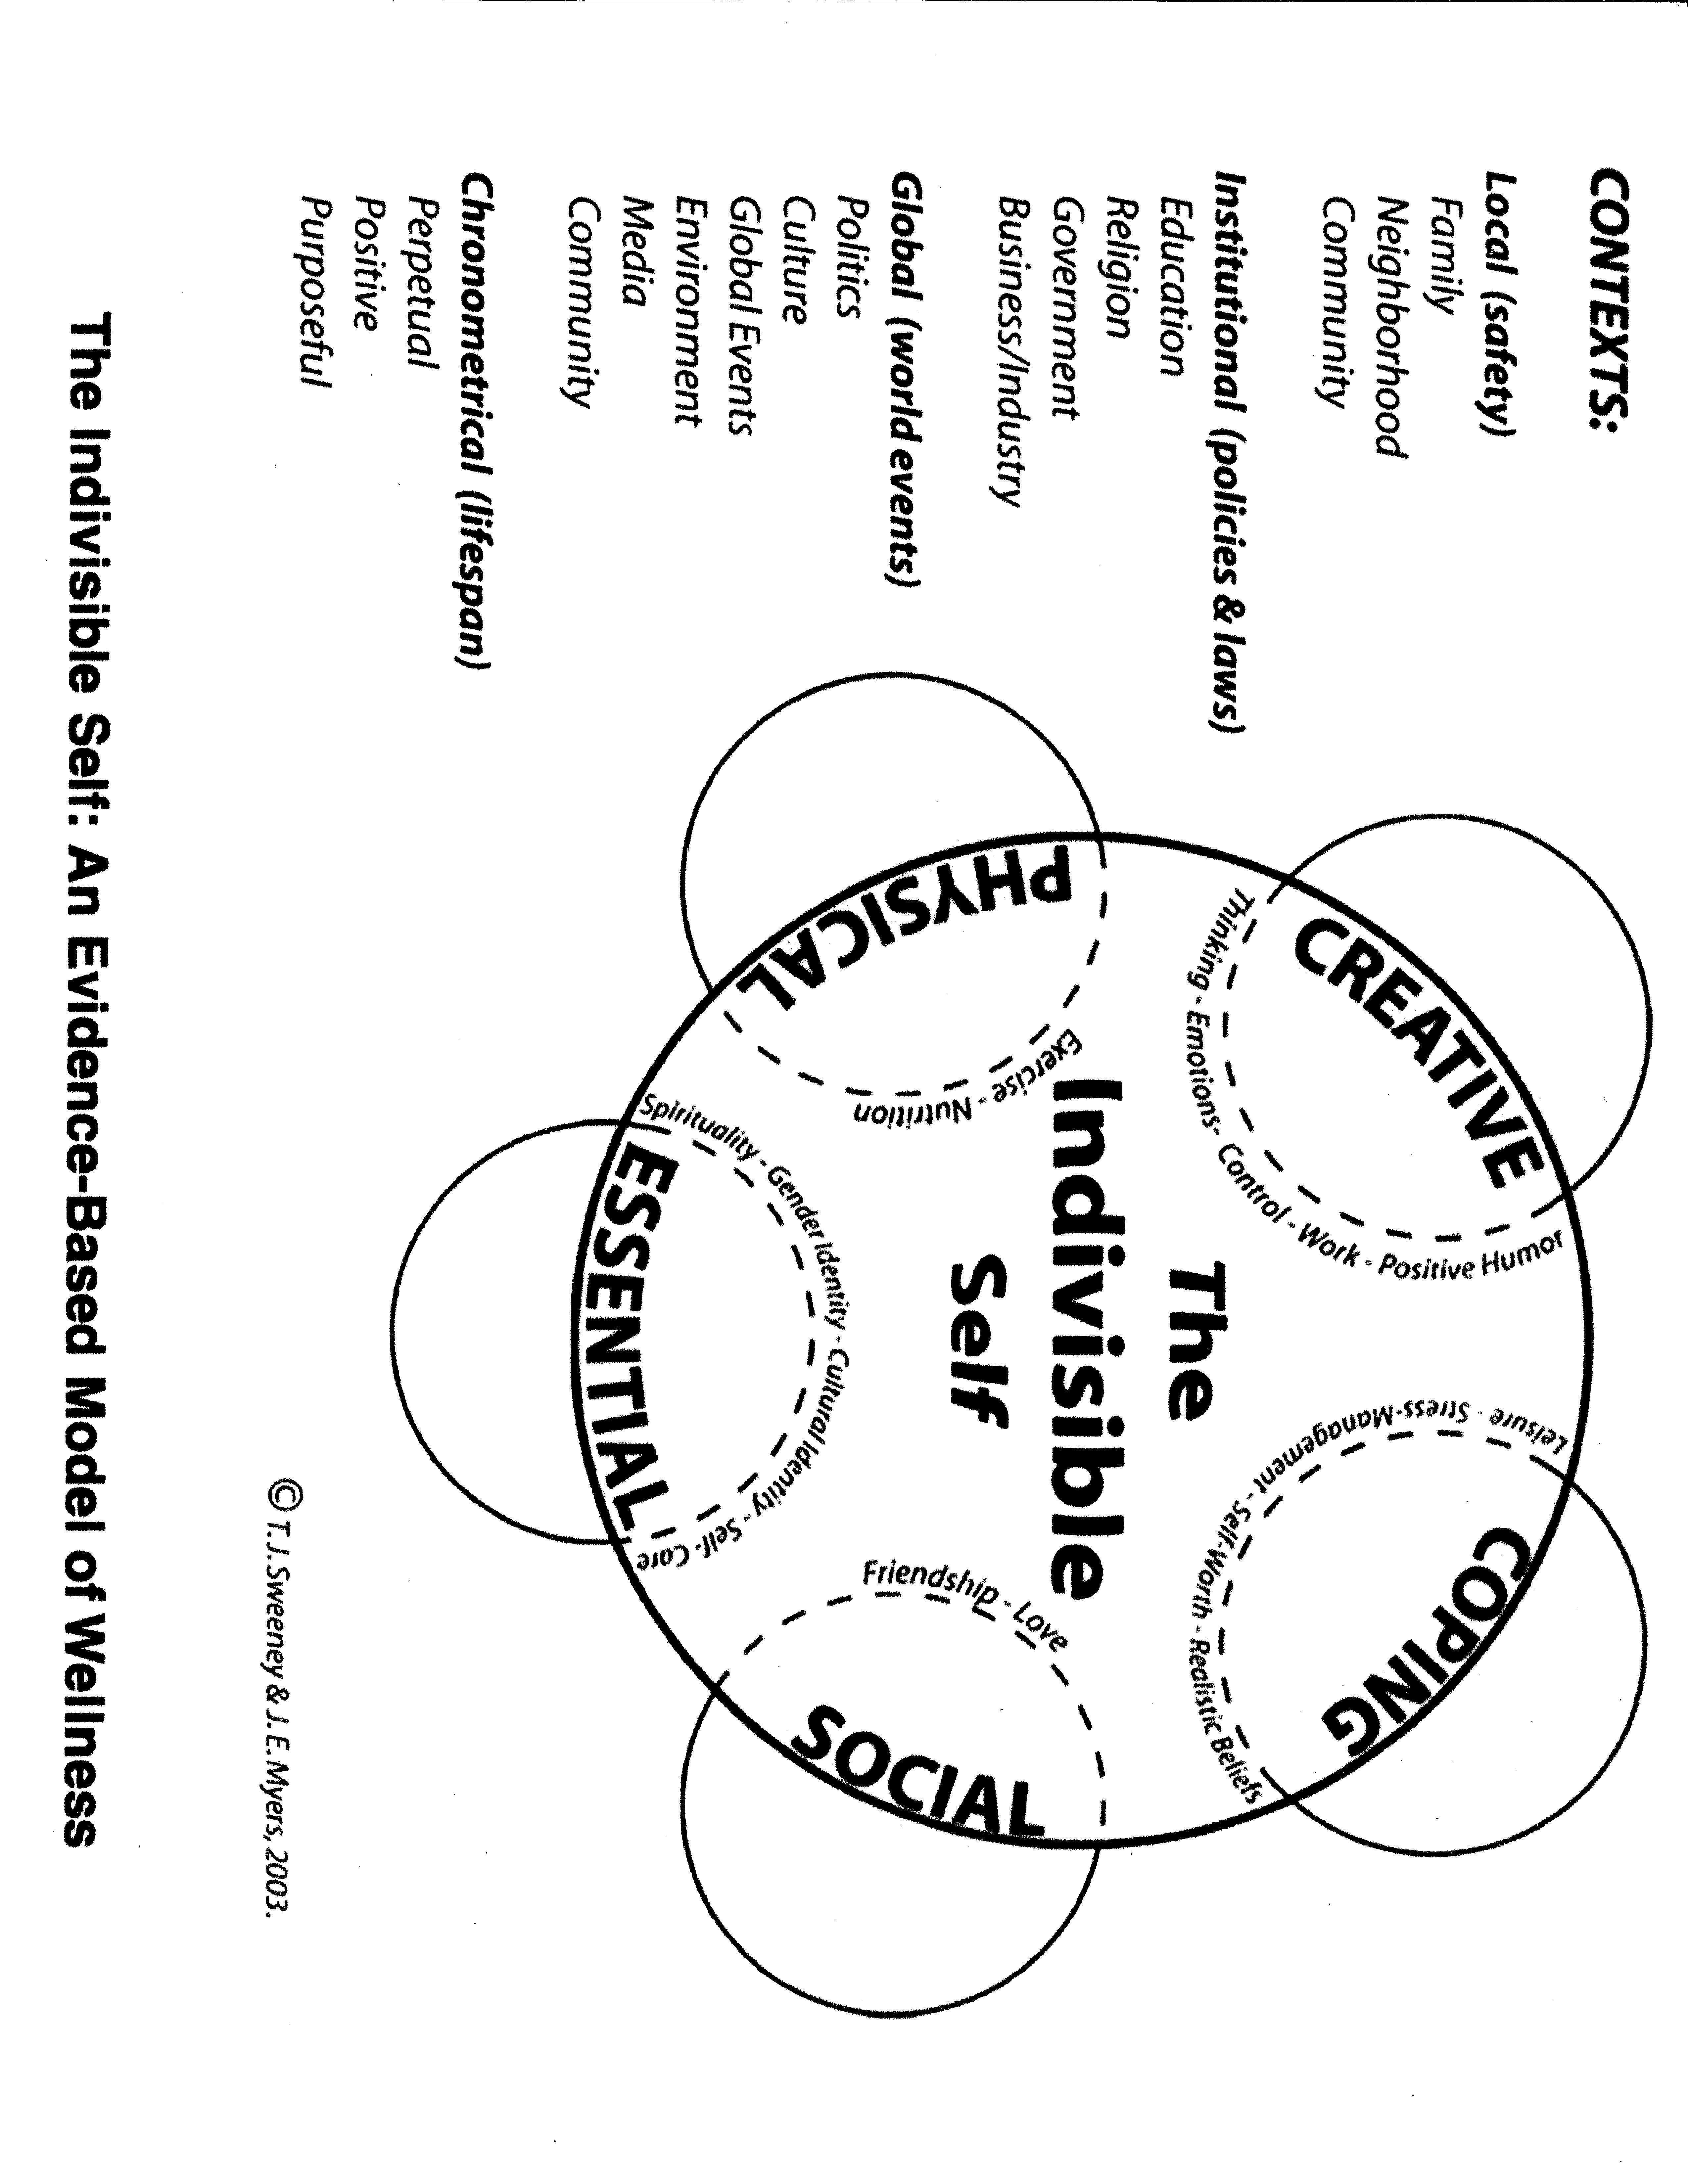 CONTEXTS:
Local (safety)
Family
Neighborhood
Community
Institutional (policies & laws)
Education
Religion
Government
Business/Industry
Global (world events)
Politics
Culture
Global Events
Environment
Media
Community
Chronometrical (lifespan)
Perpetual
Positive
Purposeful
CREATIVE
Thinking - Emotions- Control - Work - Positive Humor
COPING
Leisure - Stress-Management - Self-Worth - Realistic Beliefs
The
Indivisible
Self
PHYSICAL
Exercise - Nutrition
SOCIAL
Friendship - Love
Spirituality - Gender Identity - Cultural Identity - Self- Care
ESSENTIAL
© T.J. Sweeney & J.E. Myers, 2003.
The Indivisible Self: An Evidence-Based Model of Wellness